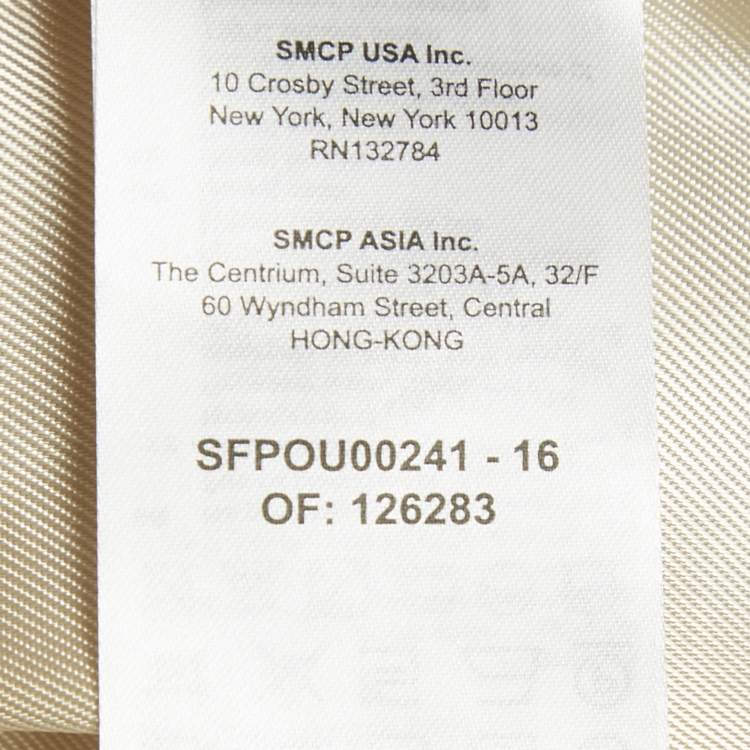 SMCP USA Inc.
10 Crosby Street, 3rd Floor
New York, New York 10013
RN132784
SMCP ASIA Inc.
The Centrium, Suite 3203A-5A, 32/F
60 Wyndham Street, Central
HONG-KONG
SFPOU00241 - 16
OF: 126283